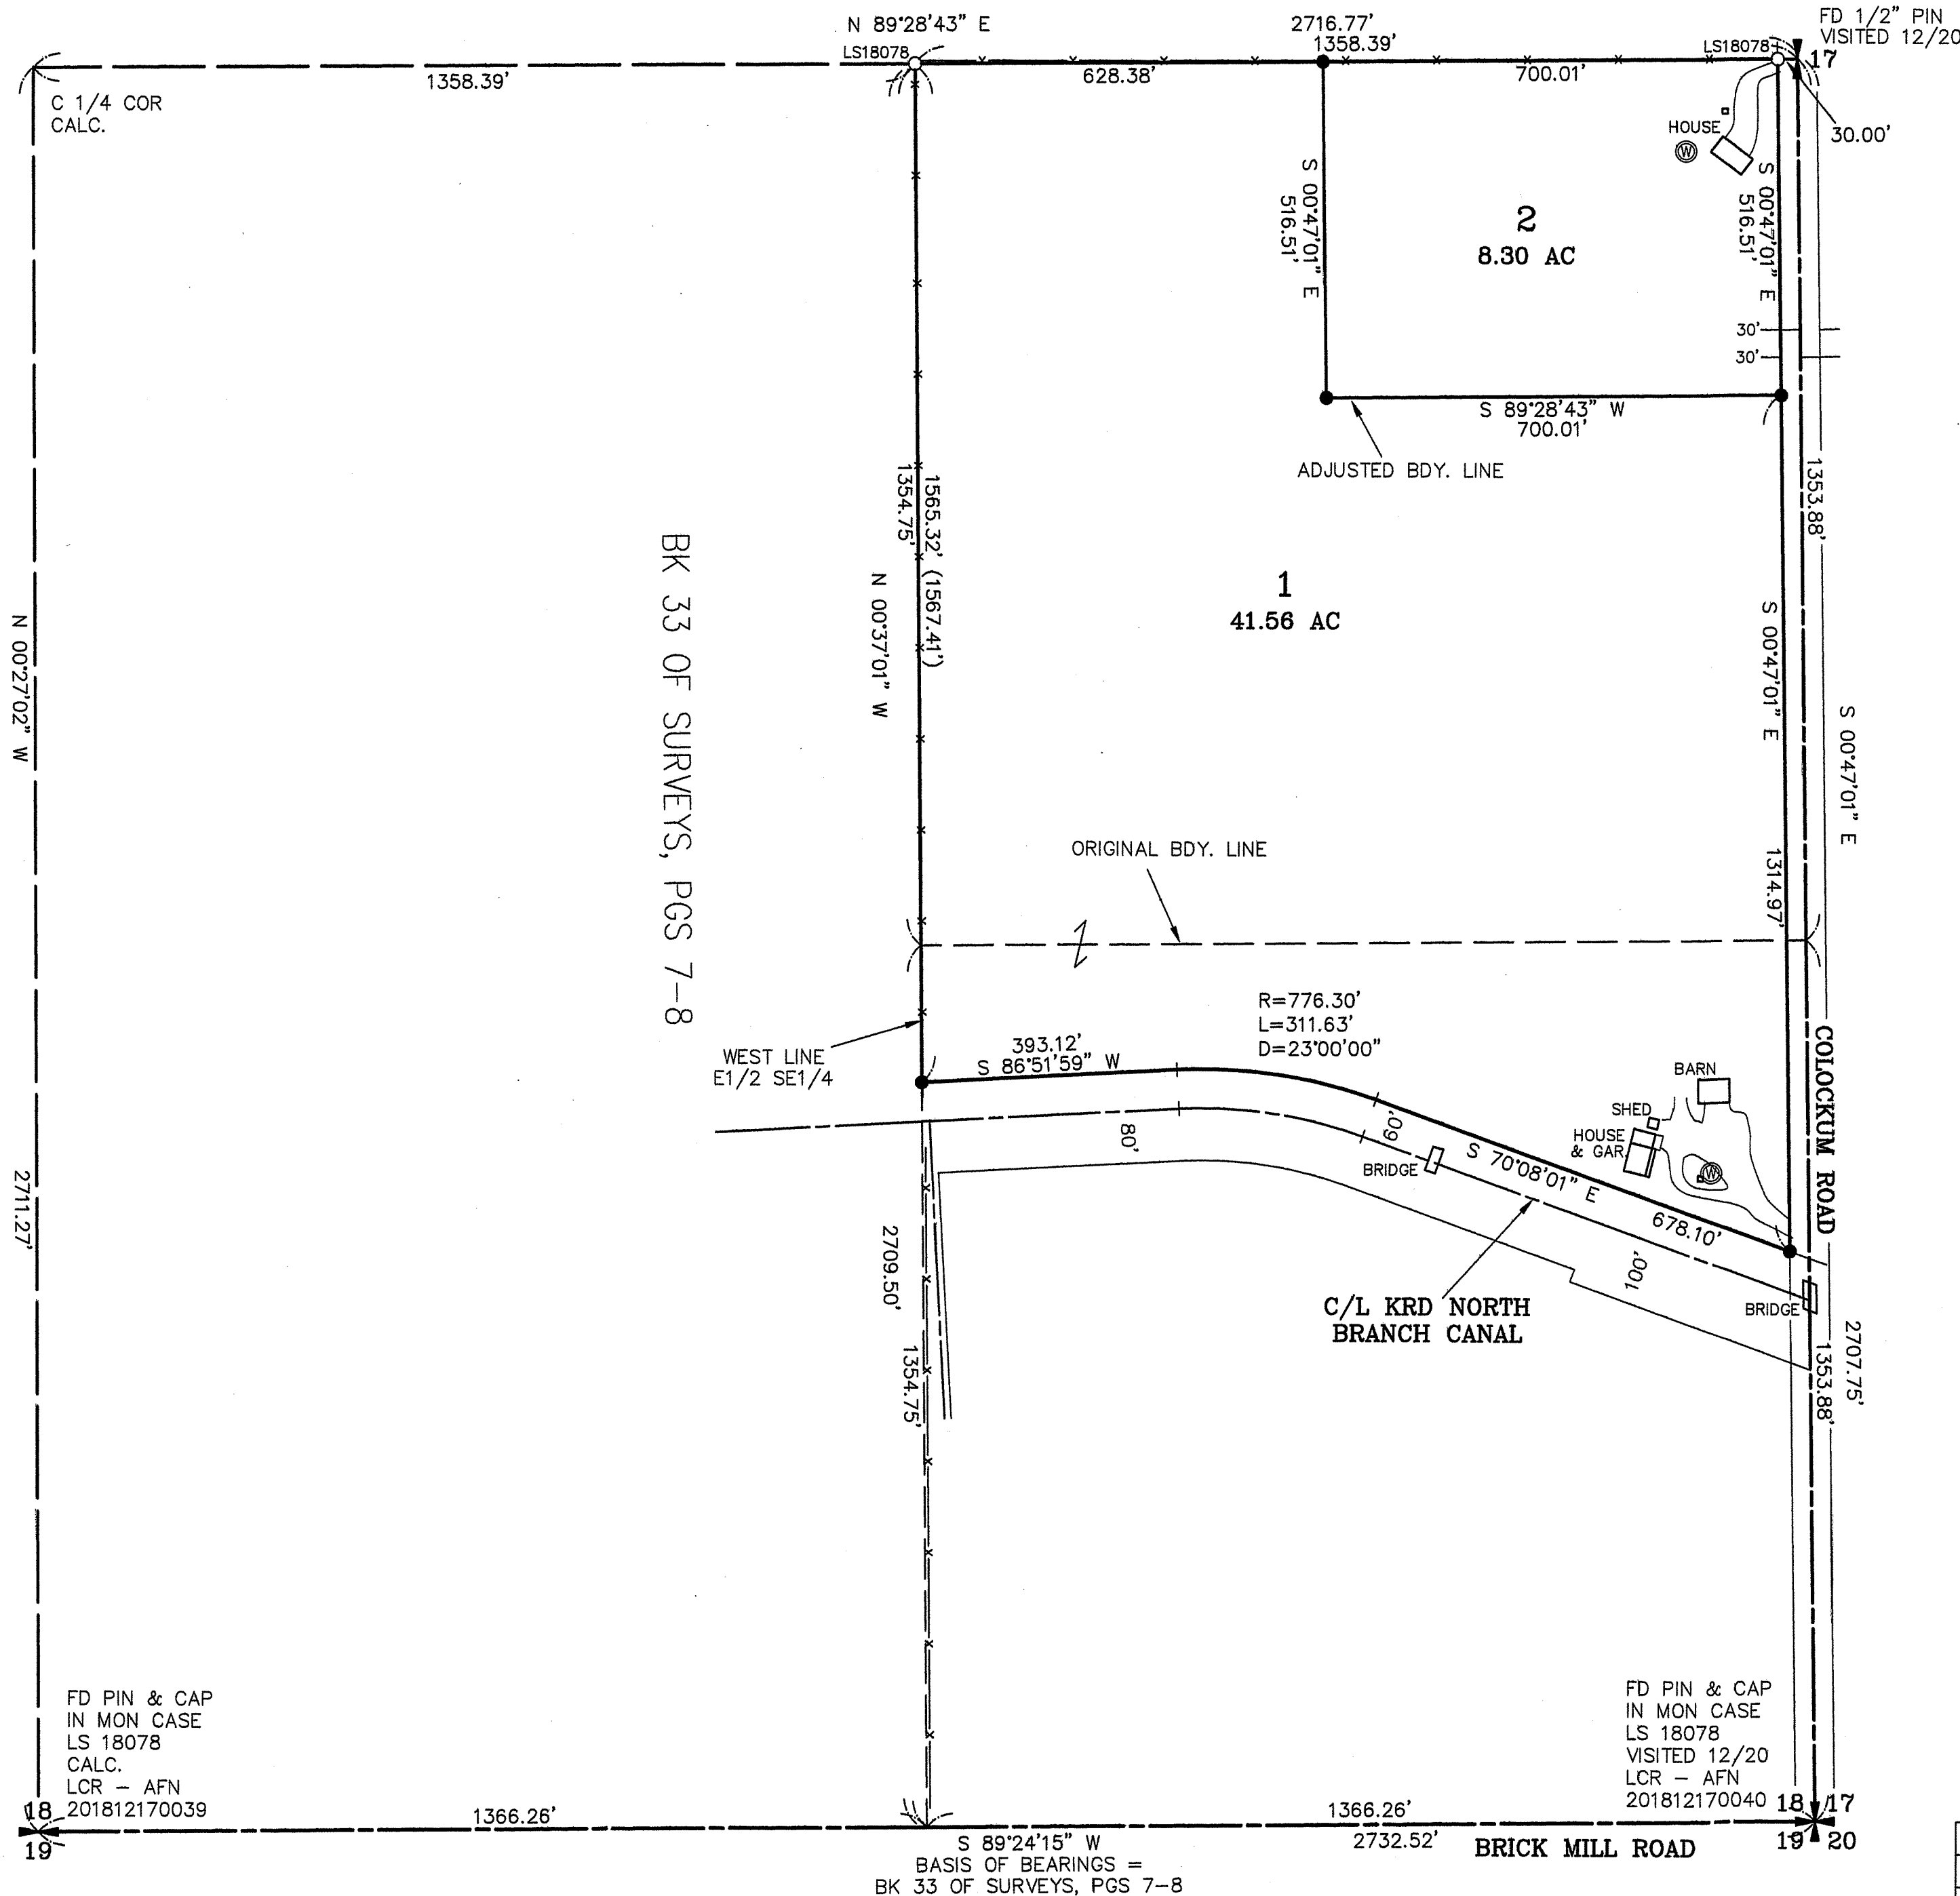 N 89°28'43" E
2716.77'
FD 1/2" PIN
VISITED 12/20
LS18078
1358.39'
LS18078
17
1358.39'
628.38'
700.01'
C 1/4 COR
CALC.
30.00'
HOUSE
W
S 00°47'01" E
516.51'
S 00°47'01" E
516.51'
2
8.30 AC
30'
30'
S 89°28'43" W
700.01'
ADJUSTED BDY. LINE
1353.88'
1565.32' (1567.41')
1354.75'
N 00°37'01" W
BK 33 OF SURVEYS, PGS 7-8
1
41.56 AC
S 00°47'01" E
1314.97'
S 00°47'01" E
N 00°27'02" W
2711.27'
ORIGINAL BDY. LINE
R=776.30'
L=311.63'
D=23°00'00"
393.12'
S 86°51'59" W
WEST LINE
E1/2 SE1/4
COLOCKUM ROAD
BARN
SHED
HOUSE
& GAR.
W
80'
60'
BRIDGE
S 70°08'01" E
678.10'
100'
C/L KRD NORTH
BRANCH CANAL
BRIDGE
2709.50'
1354.75'
2707.75'
1353.88'
FD PIN & CAP
IN MON CASE
LS 18078
CALC.
LCR - AFN
201812170039
18
19
FD PIN & CAP
IN MON CASE
LS 18078
VISITED 12/20
LCR - AFN
201812170040
18 17
19 20
1366.26'
1366.26'
S 89°24'15" W
2732.52'
BRICK MILL ROAD
BASIS OF BEARINGS =
BK 33 OF SURVEYS, PGS 7-8